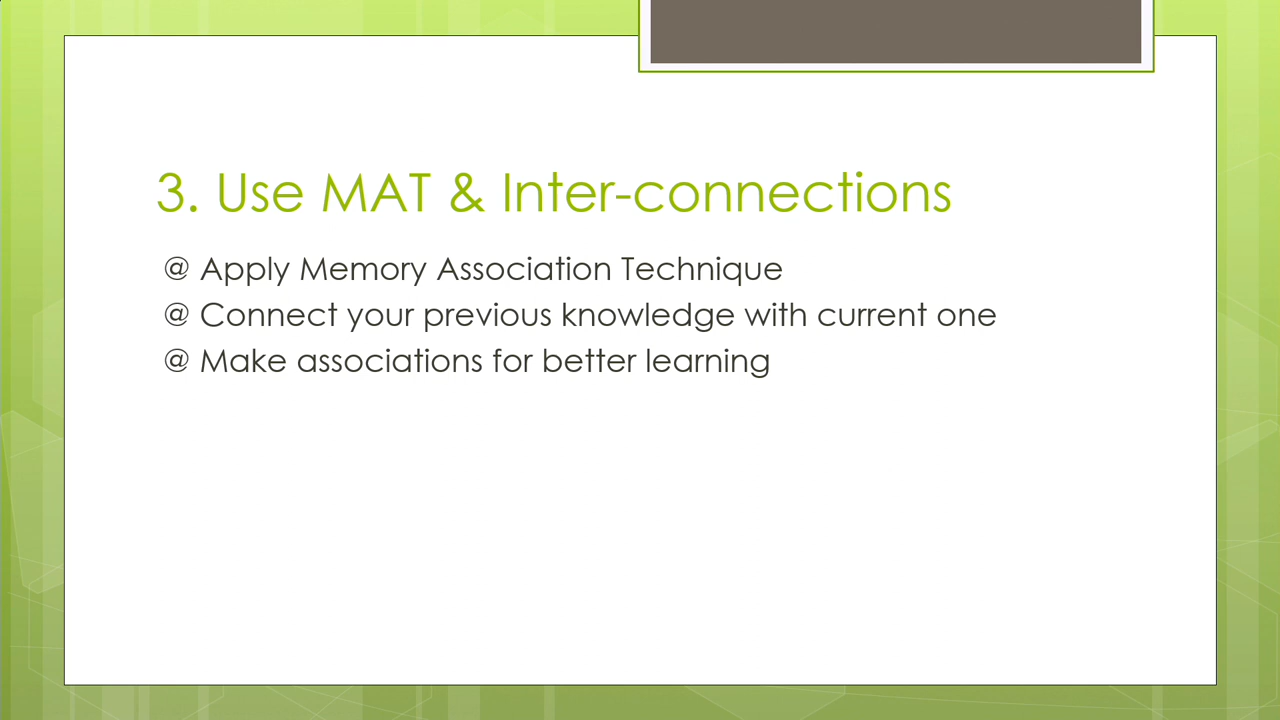 3. Use MAT & Inter-connections
@ Apply Memory Association Technique
@ Connect your previous knowledge with current one
@ Make associations for better learning